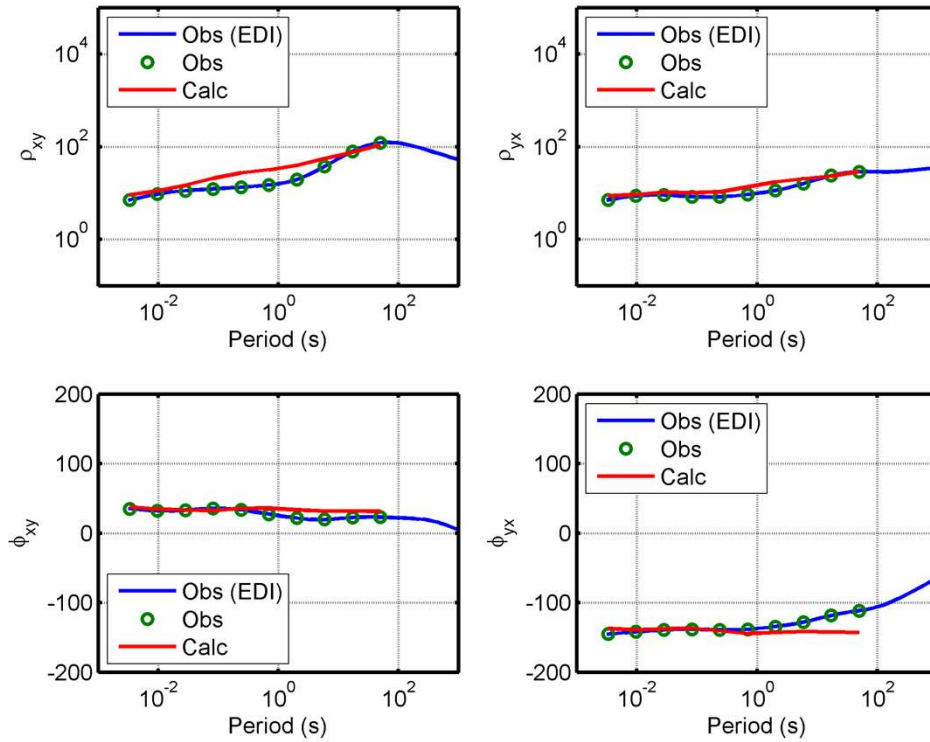 Obs (EDI)
Obs
Calc
10^4
10^2
10^0
ρ_xy
10^-2 10^0 10^2
Period (s)
Obs (EDI)
Obs
Calc
10^4
10^2
10^0
ρ_yx
10^-2 10^0 10^2
Period (s)
200
100
0
-100
-200
ϕ_xy
Obs (EDI)
Obs
Calc
10^-2 10^0 10^2
Period (s)
200
100
0
-100
-200
ϕ_yx
Obs (EDI)
Obs
Calc
10^-2 10^0 10^2
Period (s)